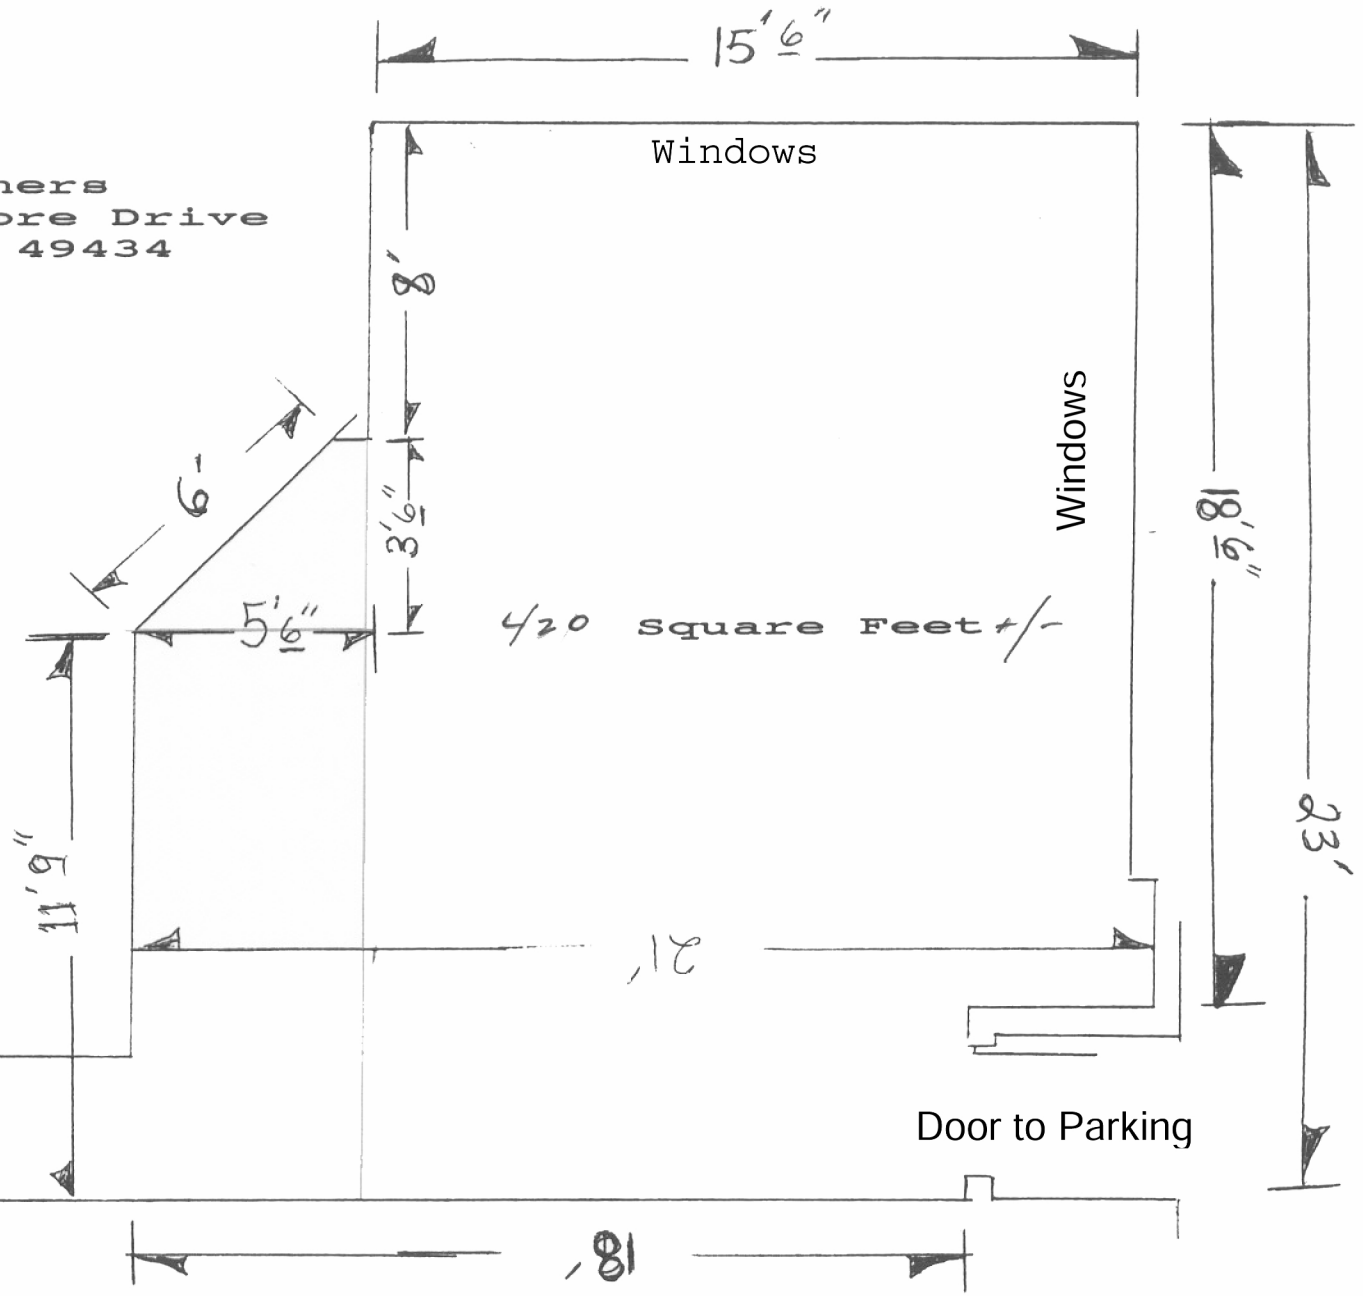 15'6"
Windows
ners
ore Drive
49434
8'
6'
Windows
3'6"
18'6"
5'6"
420 Square Feet +/-
23'
11'9"
21'
Door to Parking
18'